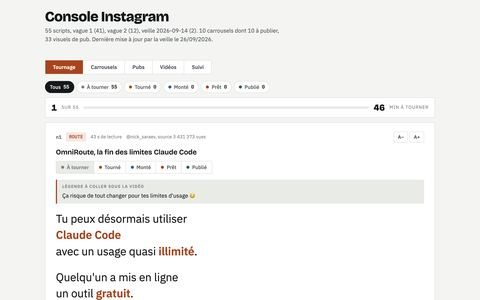 Console Instagram
55 scripts, vague 1 (41), vague 2 (12), veille 2026-09-14 (2). 10 carrousels dont 10 à publier,
33 visuels de pub. Dernière mise à jour par la veille le 26/09/2026.
Tournage Carrousels Pubs Vidéos Suivi
Tous 55 À tourner 55 Tourné 0 Monté 0 Prêt 0 Publié 0
1 SUR 55 46 MIN À TOURNER
n1 ROUTE 43 s de lecture @nick_saraev, source 3 431 373 vues A− A+
OmniRoute, la fin des limites Claude Code
À tourner Tourné Monté Prêt Publié
LÉGENDE À COLLER SOUS LA VIDÉO
Ça risque de tout changer pour tes limites d'usage 😂
Tu peux désormais utiliser
Claude Code
avec un usage quasi illimité.
Quelqu'un a mis en ligne
un outil gratuit.